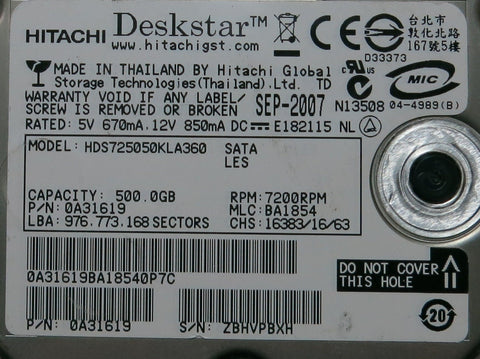 HITACHI Deskstar™
www.hitachigst.com
台北市
敦化北路
167號5樓
D33373
MADE IN THAILAND BY Hitachi Global
Storage Technologies(Thailand).Ltd. TD
MIC
WARRANTY VOID IF ANY LABEL/
SCREW IS REMOVED OR BROKEN SEP-2007 N13508 04-4989(B)
RATED: 5V 670mA.12V 850mA DC E182115 NL
MODEL: HDS725050KLA360 SATA
LES
CAPACITY: 500.0GB RPM:7200RPM
P/N: 0A31619 MLC:BA1854
LBA: 976.773.168 SECTORS CHS:16383/16/63
0A31619BA18540P7C
DO NOT COVER
THIS HOLE
20
P/N: 0A31619 S/N: ZBHVPBXH